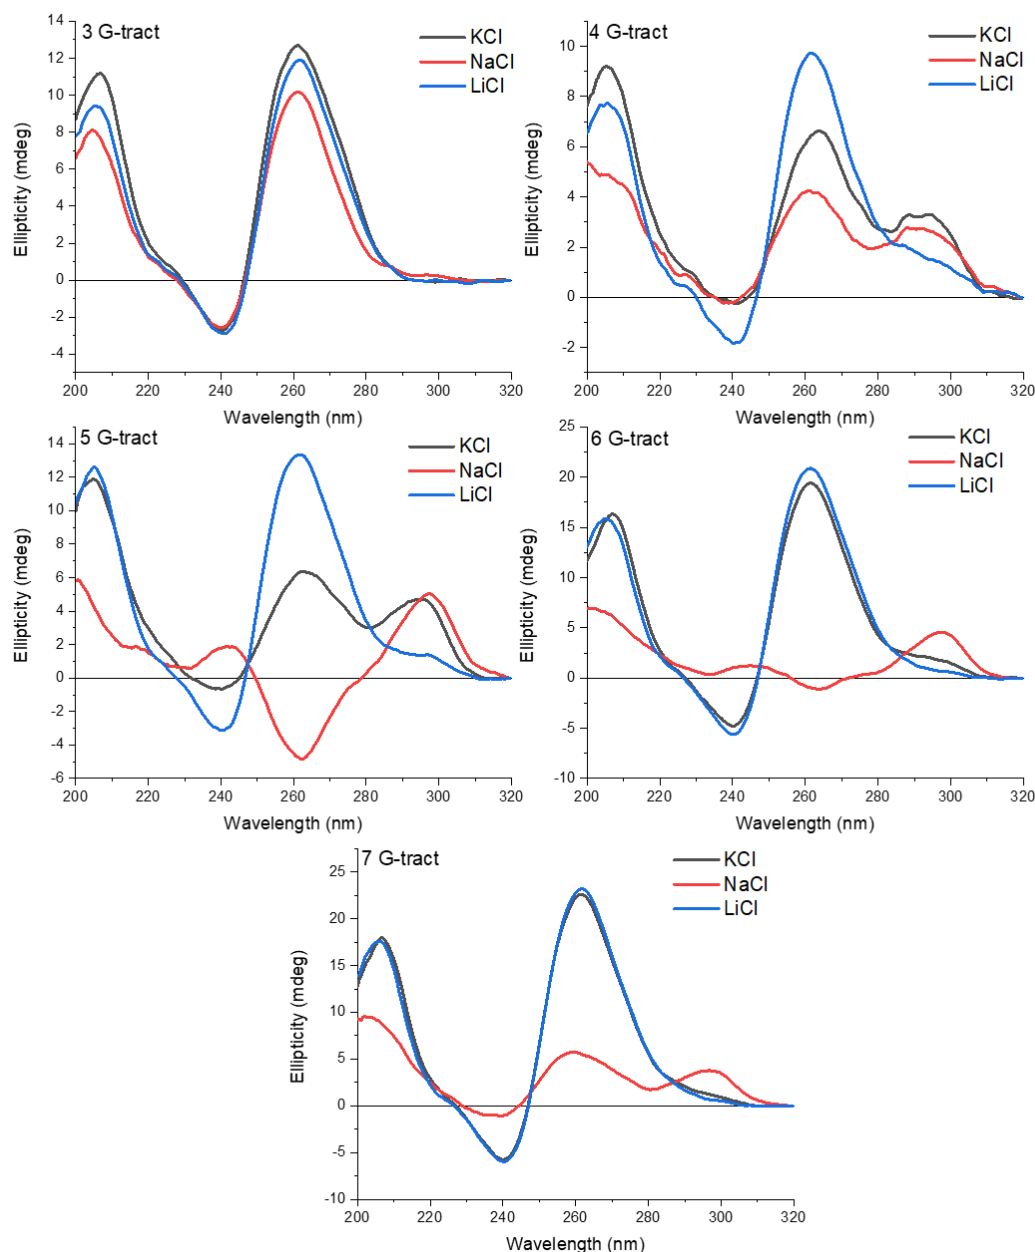 3 G-tract
KCl
NaCl
LiCl
Ellipticity (mdeg)
14
12
10
8
6
4
2
0
-2
-4
200 220 240 260 280 300 320
Wavelength (nm)
4 G-tract
KCl
NaCl
LiCl
Ellipticity (mdeg)
10
8
6
4
2
0
-2
200 220 240 260 280 300 320
Wavelength (nm)
5 G-tract
KCl
NaCl
LiCl
Ellipticity (mdeg)
14
12
10
8
6
4
2
0
-2
-4
-6
200 220 240 260 280 300 320
Wavelength (nm)
6 G-tract
KCl
NaCl
LiCl
Ellipticity (mdeg)
25
20
15
10
5
0
-5
-10
200 220 240 260 280 300 320
Wavelength (nm)
7 G-tract
KCl
NaCl
LiCl
Ellipticity (mdeg)
25
20
15
10
5
0
-5
-10
200 220 240 260 280 300 320
Wavelength (nm)